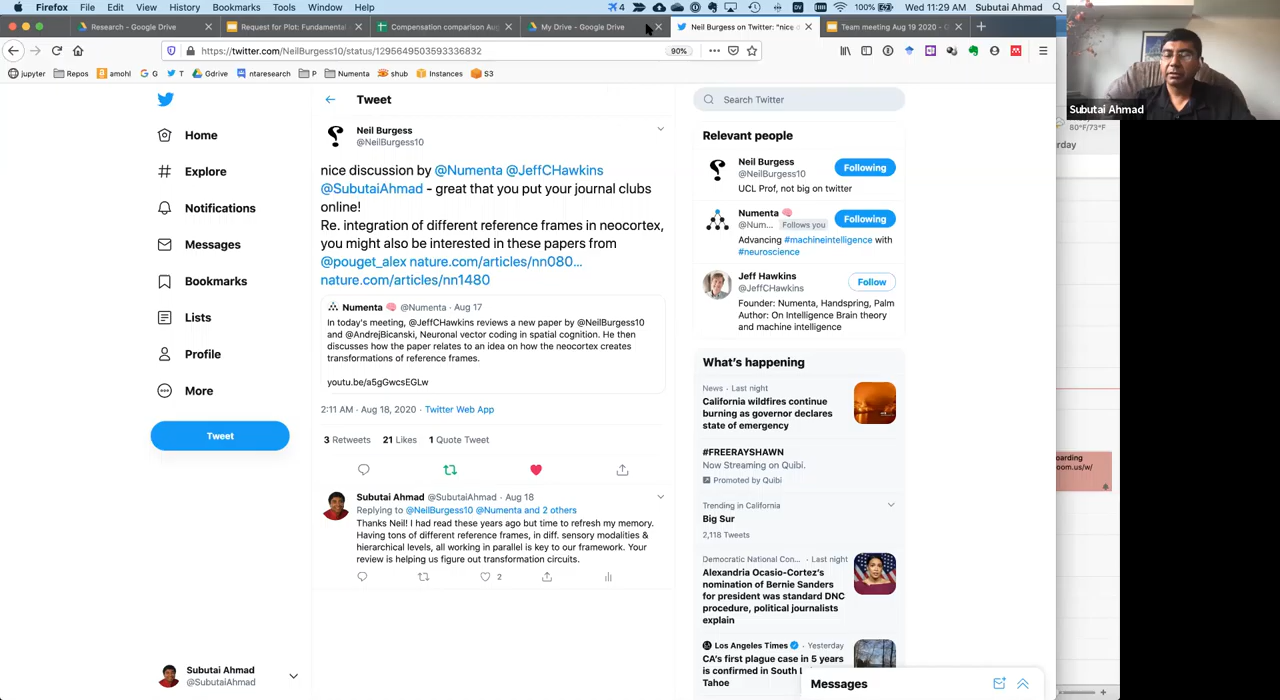 Firefox File Edit View History Bookmarks Tools Window Help
4
100%
Wed 11:29 AM Subutai Ahmad
Research - Google Drive
Request for Plot: Fundamental
Compensation comparison Aug
My Drive - Google Drive
Neil Burgess on Twitter: "nice
Team meeting Aug 19 2020 -
https://twitter.com/NeilBurgess10/status/1295649503593336832
90%
jupyter Repos amohl G Twitter Gdrive ntaresearch P Numenta shub Instances S3
Subutai Ahmad
80°F/73°F
rday
Tweet
Search Twitter
Home
Explore
Notifications
Messages
Bookmarks
Lists
Profile
More
Tweet
Neil Burgess
@NeilBurgess10
nice discussion by @Numenta @JeffCHawkins
@SubutaiAhmad - great that you put your journal clubs
online!
Re. integration of different reference frames in neocortex,
you might also be interested in these papers from
@pouget_alex nature.com/articles/nn080...
nature.com/articles/nn1480
Numenta @Numenta · Aug 17
In today's meeting, @JeffCHawkins reviews a new paper by @NeilBurgess10
and @AndrejBicanski, Neuronal vector coding in spatial cognition. He then
discusses how the paper relates to an idea on how the neocortex creates
transformations of reference frames.
youtu.be/a5gGwcsEGLw
2:11 AM · Aug 18, 2020 · Twitter Web App
3 Retweets 21 Likes 1 Quote Tweet
Subutai Ahmad @SubutaiAhmad · Aug 18
Replying to @NeilBurgess10 @Numenta and 2 others
Thanks Neil! I had read these years ago but time to refresh my memory.
Having tons of different reference frames, in diff. sensory modalities &
hierarchical levels, all working in parallel is key to our framework. Your
review is helping us figure out transformation circuits.
2
Subutai Ahmad
@SubutaiAhmad
Relevant people
Neil Burgess
@NeilBurgess10
Following
UCL Prof, not big on twitter
Numenta
@Num... Follows you
Following
Advancing #machineintelligence with
#neuroscience
Jeff Hawkins
@JeffCHawkins
Follow
Founder: Numenta, Handspring, Palm
Author: On Intelligence Brain theory
and machine intelligence
What's happening
News · Last night
California wildfires continue
burning as governor declares
state of emergency
#FREERAYSHAWN
Now Streaming on Quibi.
Promoted by Quibi
Trending in California
Big Sur
2,118 Tweets
Democratic National Con... · Last night
Alexandria Ocasio-Cortez's
nomination of Bernie Sanders
for president was standard DNC
procedure, political journalists
explain
Los Angeles Times · Yesterday
CA's first plague case in 5 years
is confirmed in South L
Tahoe
Messages
oarding
oom.us/w/